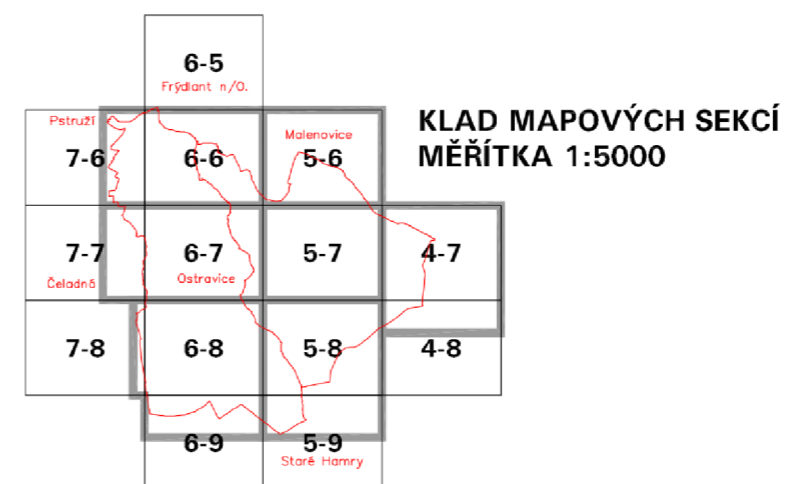 6-5
Frýdlant n/O.
KLAD MAPOVÝCH SEKCÍ
MĚŘÍTKA 1:5000
Pstruží
Malenovice
7-6 6-6 5-6
7-7 6-7 5-7 4-7
Čeladná Ostravice
7-8 6-8 5-8 4-8
6-9 5-9
Staré Hamry